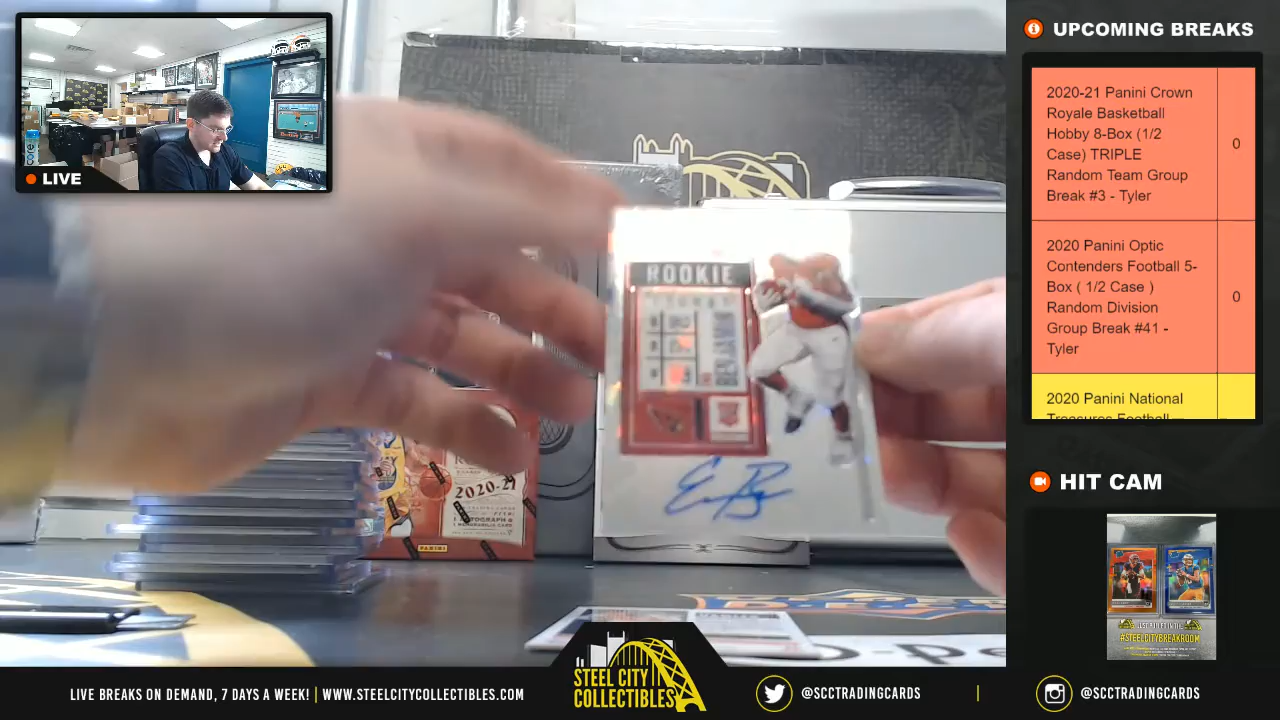 LIVE
ROOKIE
BENJAMIN
2020-21
PANINI
UPCOMING BREAKS
2020-21 Panini Crown
Royale Basketball
Hobby 8-Box (1/2
Case) TRIPLE
Random Team Group
Break #3 - Tyler
0
2020 Panini Optic
Contenders Football 5-
Box ( 1/2 Case )
Random Division
Group Break #41 -
Tyler
0
2020 Panini National
Treasures Football
HIT CAM
#STEELCITYBREAKROOM
LIVE BREAKS ON DEMAND, 7 DAYS A WEEK! | WWW.STEELCITYCOLLECTIBLES.COM
STEEL CITY
COLLECTIBLES
@SCCTRADINGCARDS
@SCCTRADINGCARDS